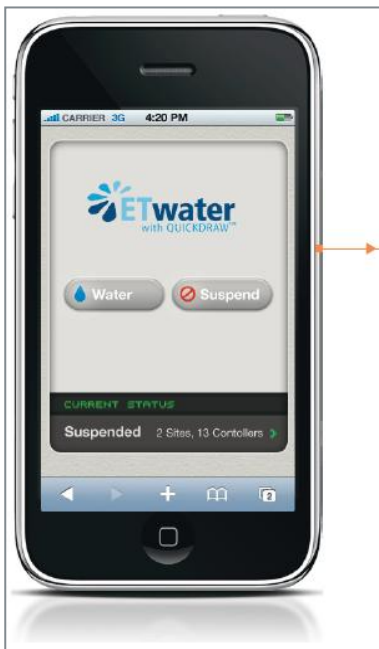 CARRIER 3G 4:20 PM
ETwater
with QUICKDRAW™
Water Suspend
CURRENT STATUS
Suspended 2 Sites, 13 Contollers >
2